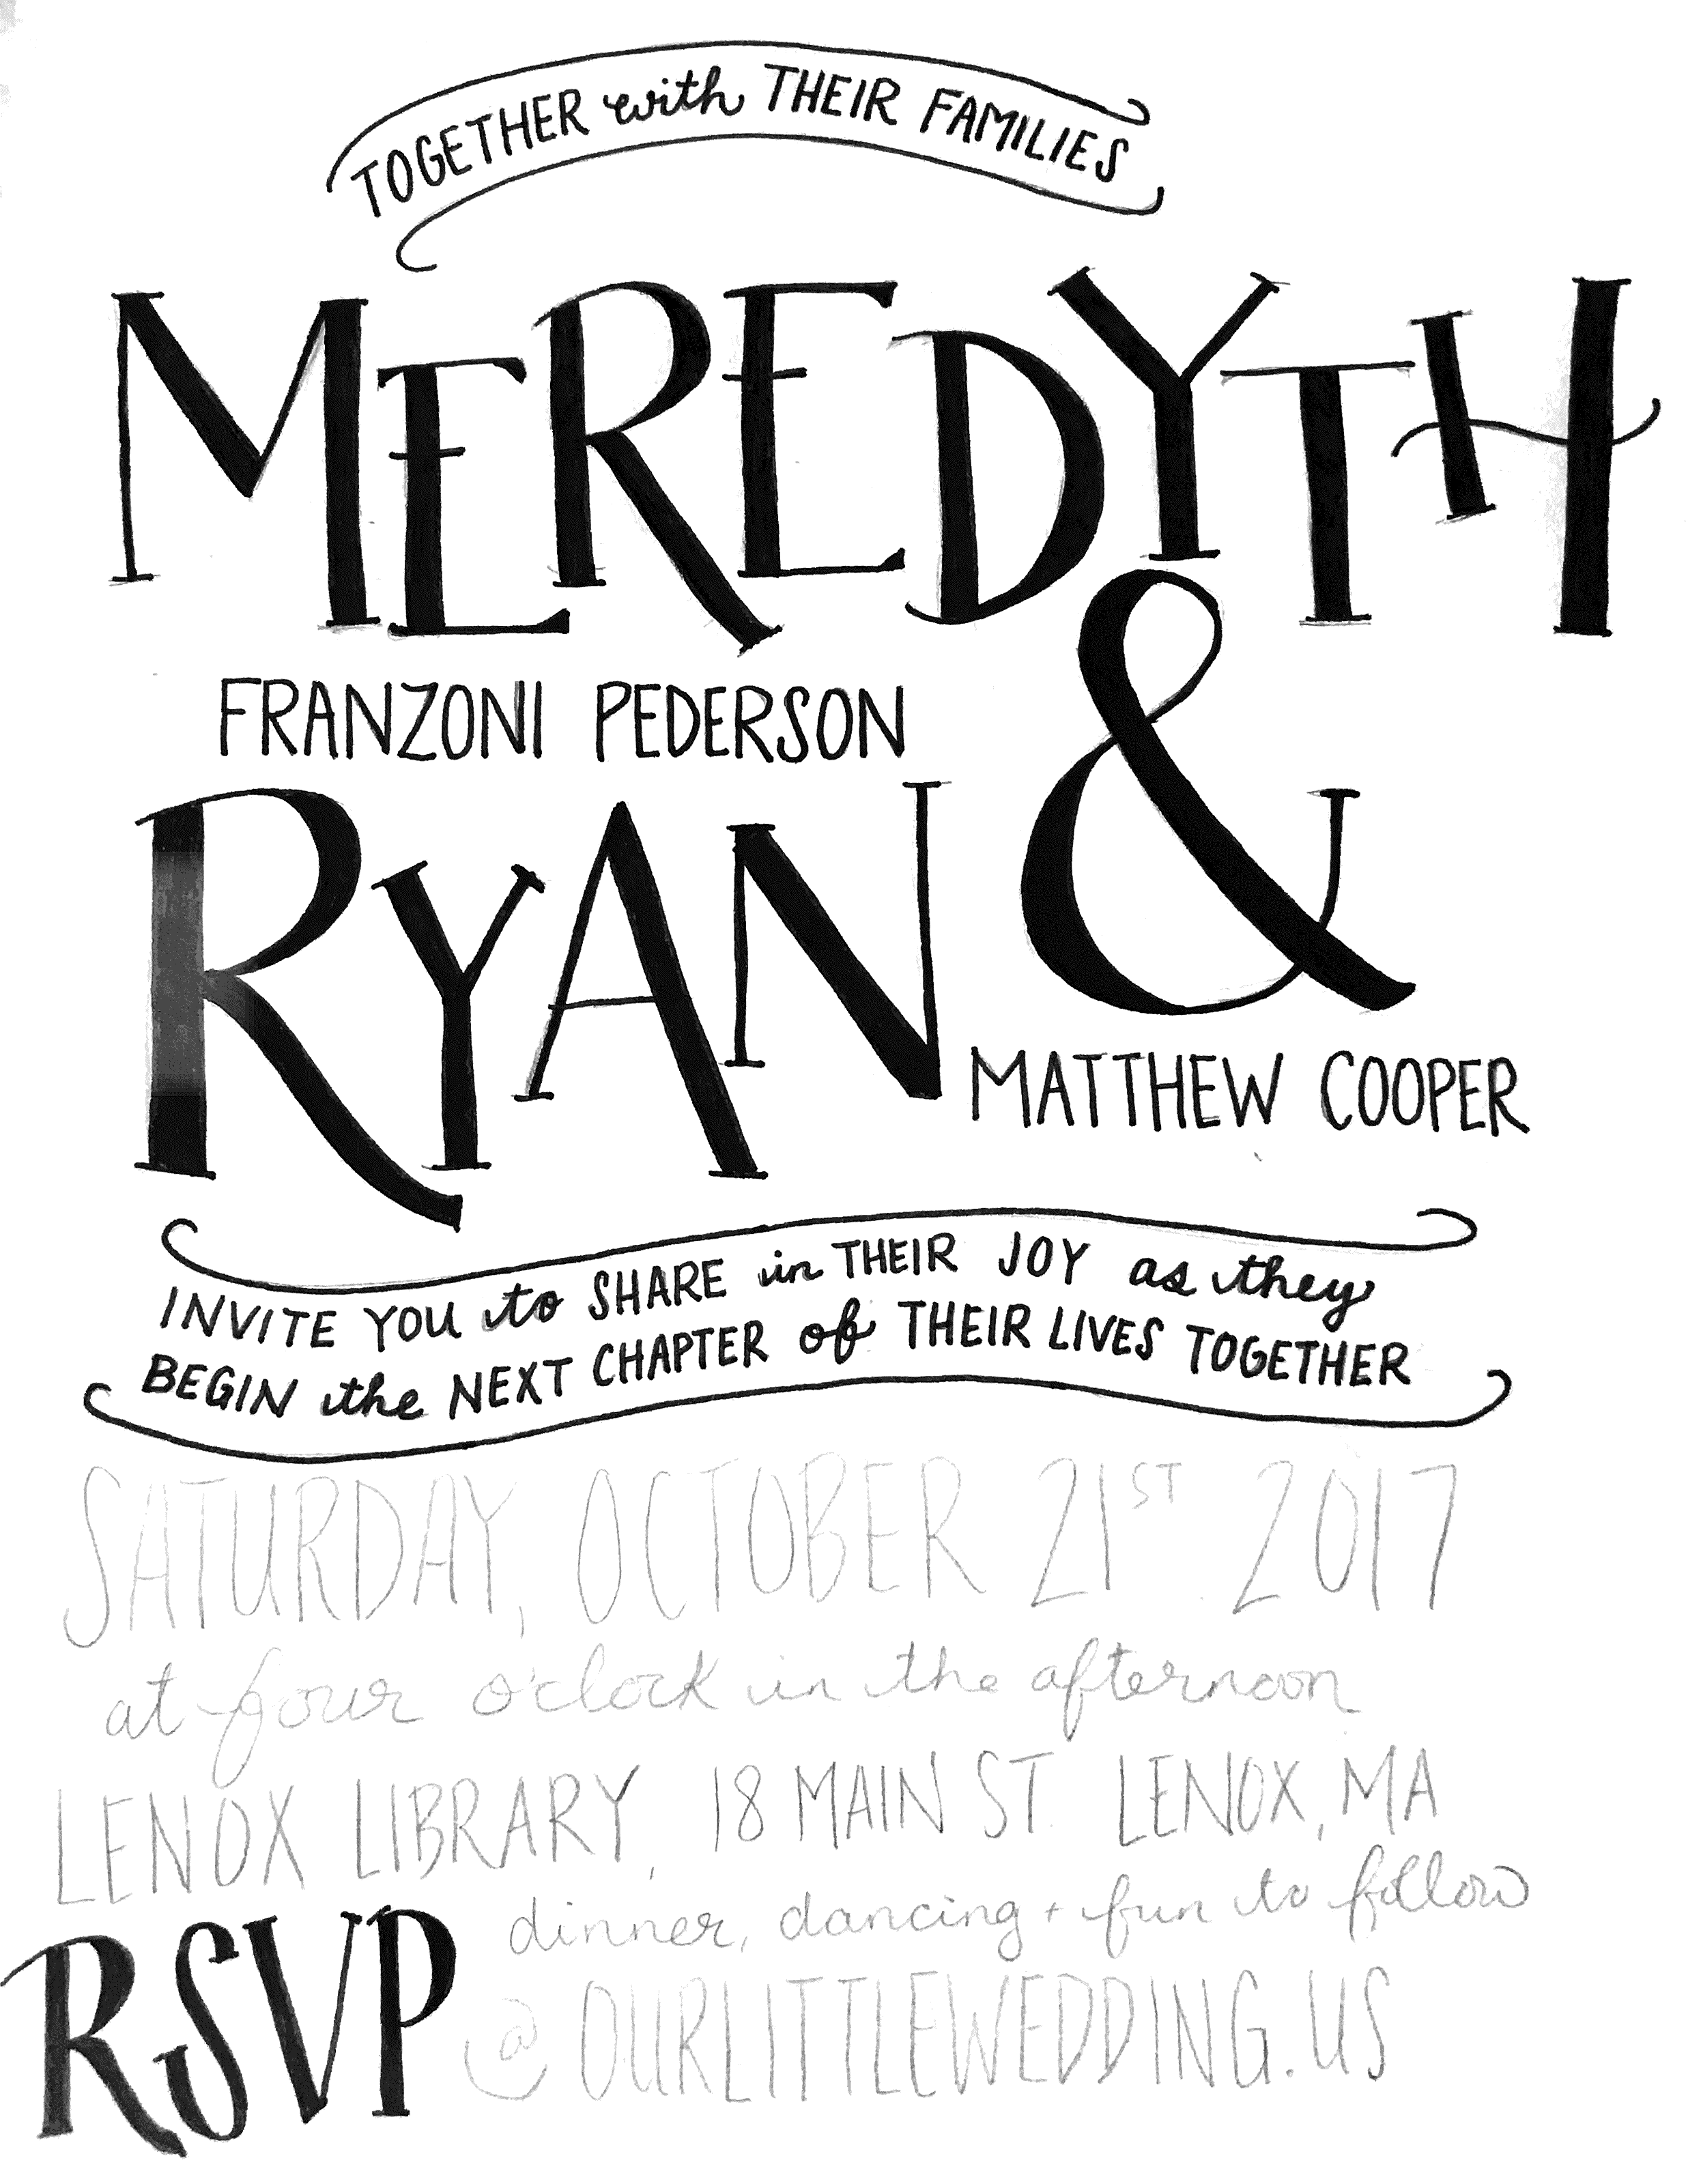 TOGETHER with THEIR FAMILIES
MEREDYTH
FRANZONI PEDERSON
&
RYAN
MATTHEW COOPER
INVITE YOU to SHARE in THEIR JOY as they
BEGIN the NEXT CHAPTER of THEIR LIVES TOGETHER
SATURDAY, OCTOBER 21ST 2017
at four o'clock in the afternoon
LENOX LIBRARY, 18 MAIN ST LENOX, MA
dinner, dancing + fun to follow
RSVP @ OURLITTLEWEDDING.US